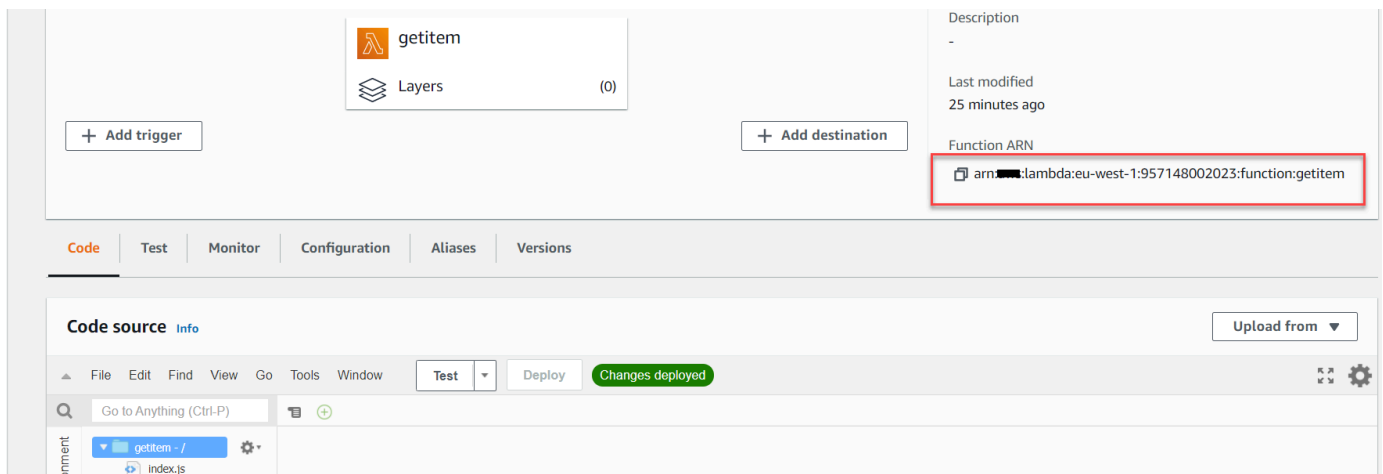 Description
getitem
-
Layers (0)
Last modified
25 minutes ago
+ Add trigger
+ Add destination
Function ARN
arn: :lambda:eu-west-1:957148002023:function:getitem
Code Test Monitor Configuration Aliases Versions
Code source Info
Upload from
File Edit Find View Go Tools Window Test Deploy Changes deployed
Go to Anything (Ctrl-P)
getitem - /
index.js